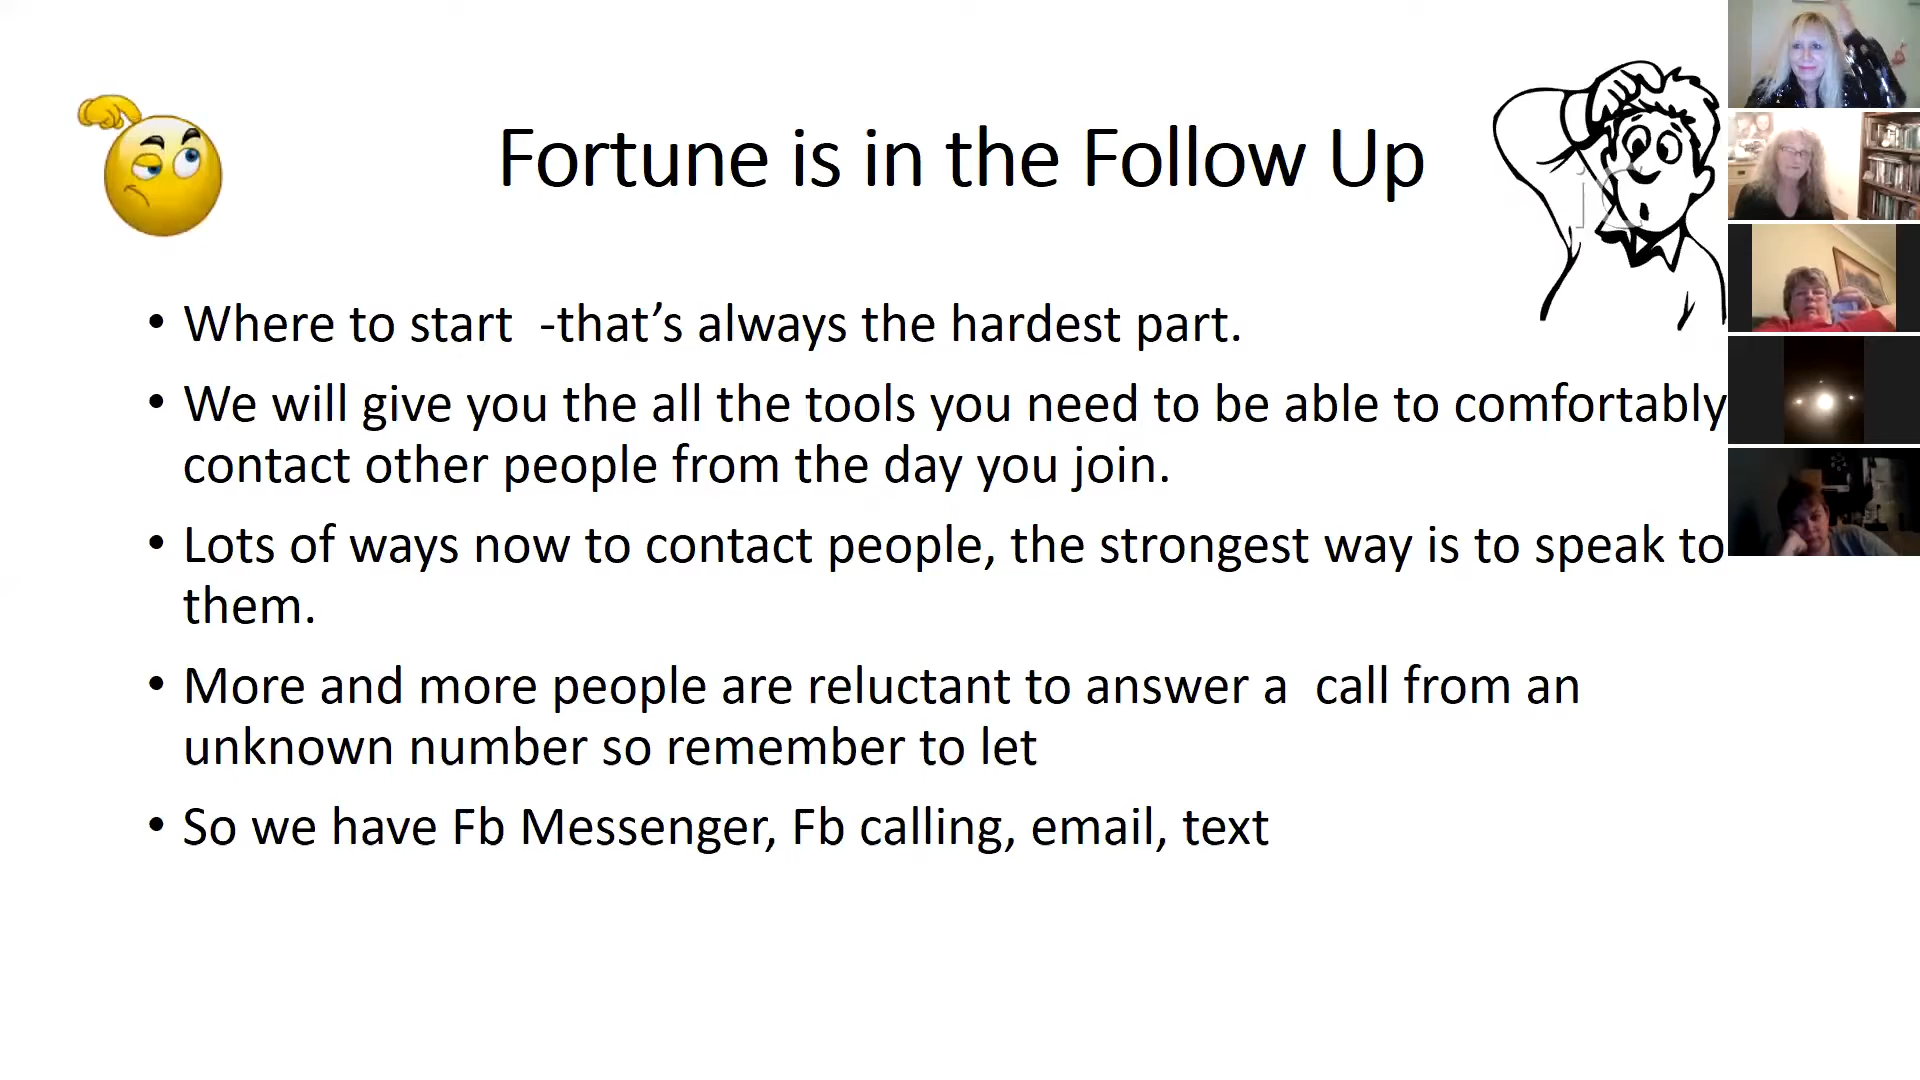 Fortune is in the Follow Up
• Where to start  -that’s always the hardest part.
• We will give you the all the tools you need to be able to comfortably
contact other people from the day you join.
• Lots of ways now to contact people, the strongest way is to speak to
them.
• More and more people are reluctant to answer a  call from an
unknown number so remember to let
• So we have Fb Messenger, Fb calling, email, text